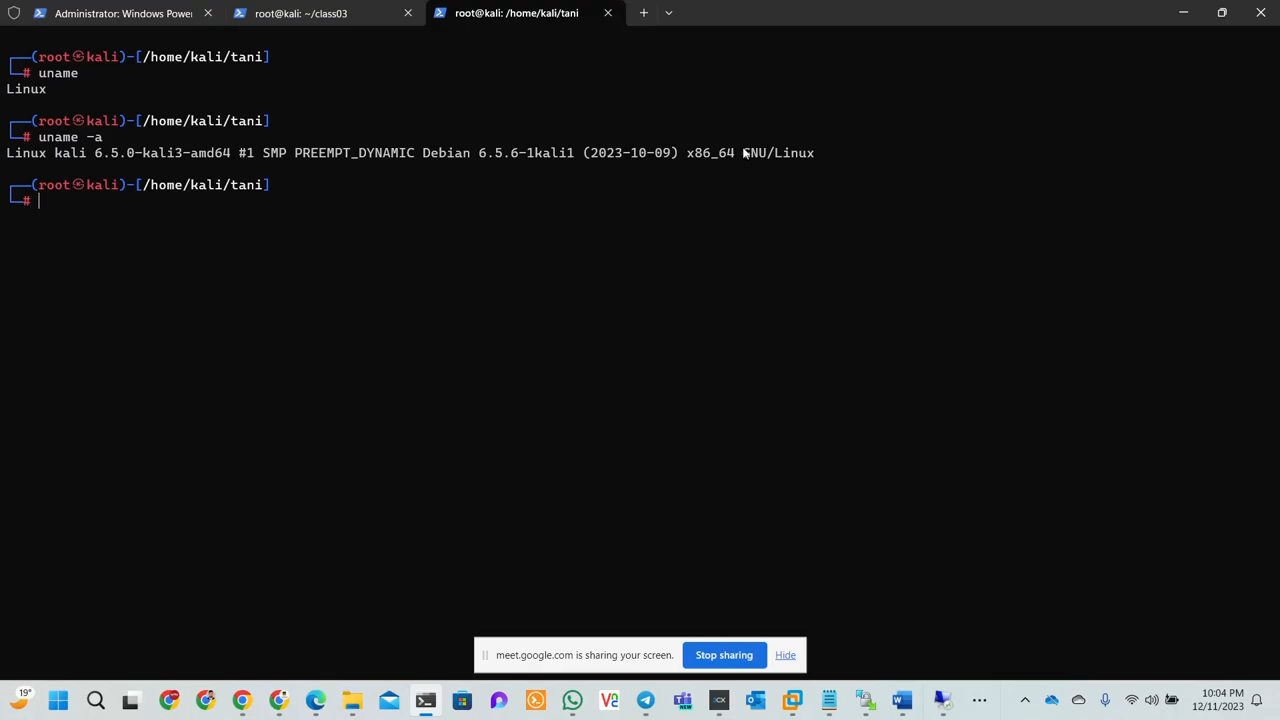 Administrator: Windows Power
root@kali: ~/class03
root@kali: /home/kali/tani
┌──(root㉿kali)-[/home/kali/tani]
└─# uname
Linux
┌──(root㉿kali)-[/home/kali/tani]
└─# uname -a
Linux kali 6.5.0-kali3-amd64 #1 SMP PREEMPT_DYNAMIC Debian 6.5.6-1kali1 (2023-10-09) x86_64 GNU/Linux
┌──(root㉿kali)-[/home/kali/tani]
└─#
meet.google.com is sharing your screen.
Stop sharing
Hide
19°
NEW
10:04 PM
12/11/2023